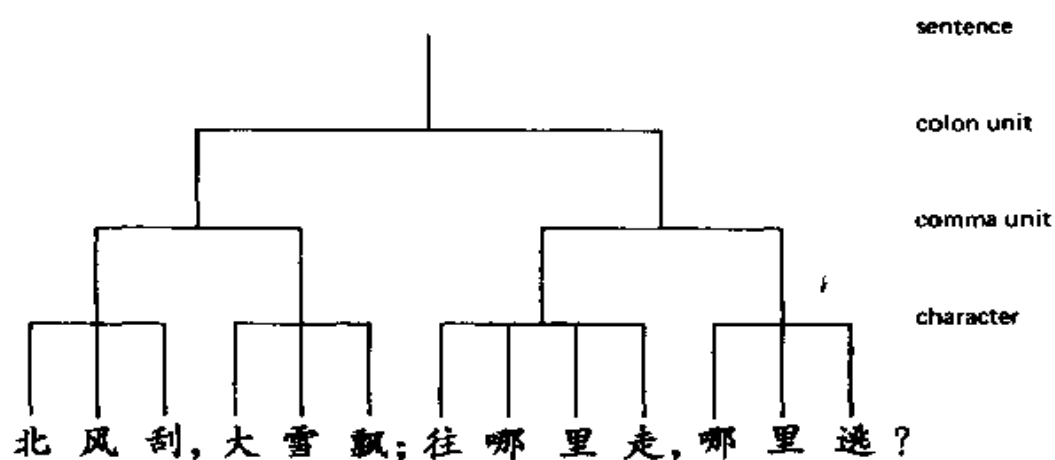 sentence
colon unit
comma unit
character
北风刮,大雪飘;往哪里走,哪里逃?